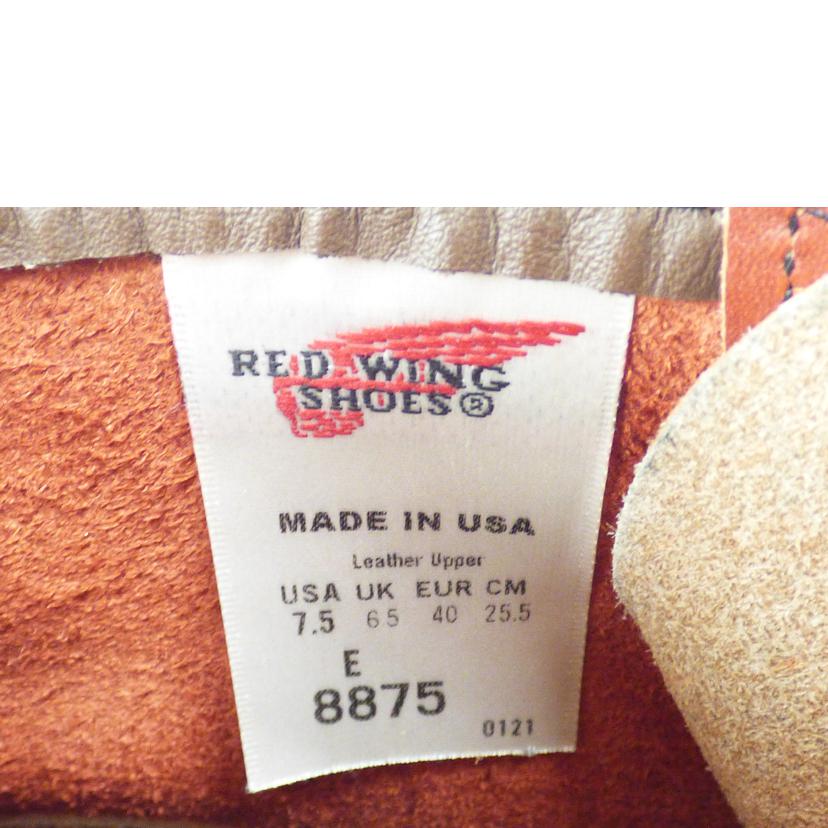 RED WING
SHOES®
MADE IN USA
Leather Upper
USA UK EUR CM
7.5 6.5 40 25.5
E
8875
0121